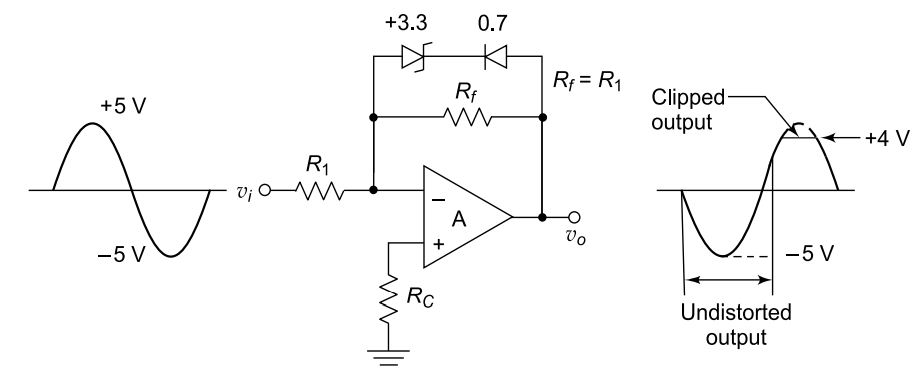 +3.3
0.7
R_f = R_1
R_f
+5 V
Clipped
output
+4 V
R_1
v_i
−
A
+
v_o
−5 V
−5 V
R_C
Undistorted
output